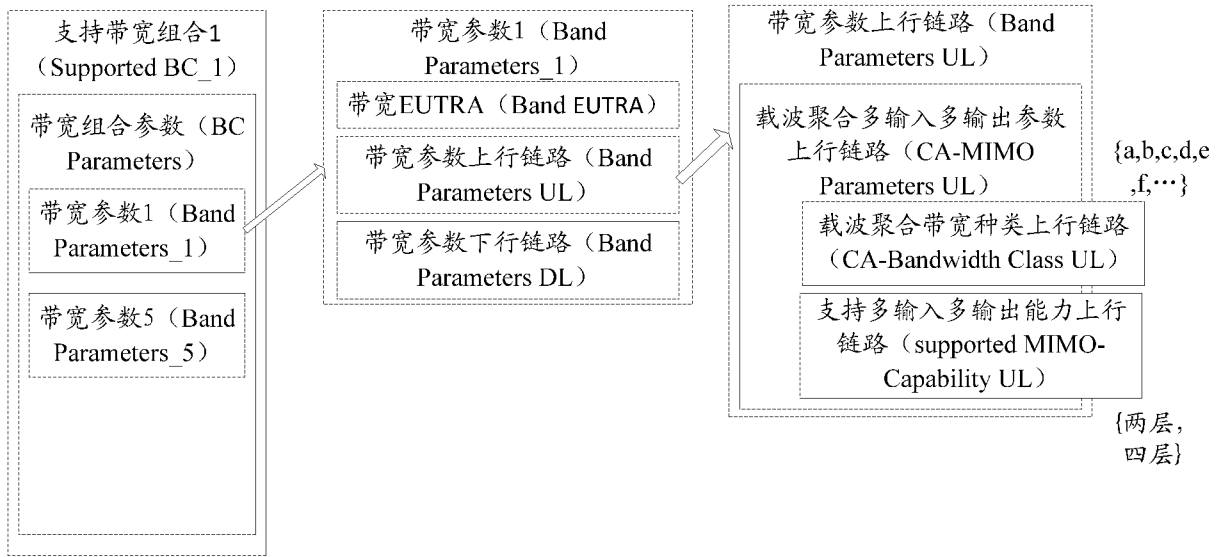 支持带宽组合1
（Supported BC_1）
带宽组合参数（BC
Parameters）
带宽参数1（Band
Parameters_1）
带宽参数5（Band
Parameters_5）
带宽参数1（Band
Parameters_1）
带宽EUTRA（Band EUTRA）
带宽参数上行链路（Band
Parameters UL）
带宽参数下行链路（Band
Parameters DL）
带宽参数上行链路（Band
Parameters UL）
载波聚合多输入多输出参数
上行链路（CA-MIMO
Parameters UL）
载波聚合带宽种类上行链路
（CA-Bandwidth Class UL）
支持多输入多输出能力上行
链路（supported MIMO-
Capability UL）
{a,b,c,d,e
,f,…}
{两层，
四层}